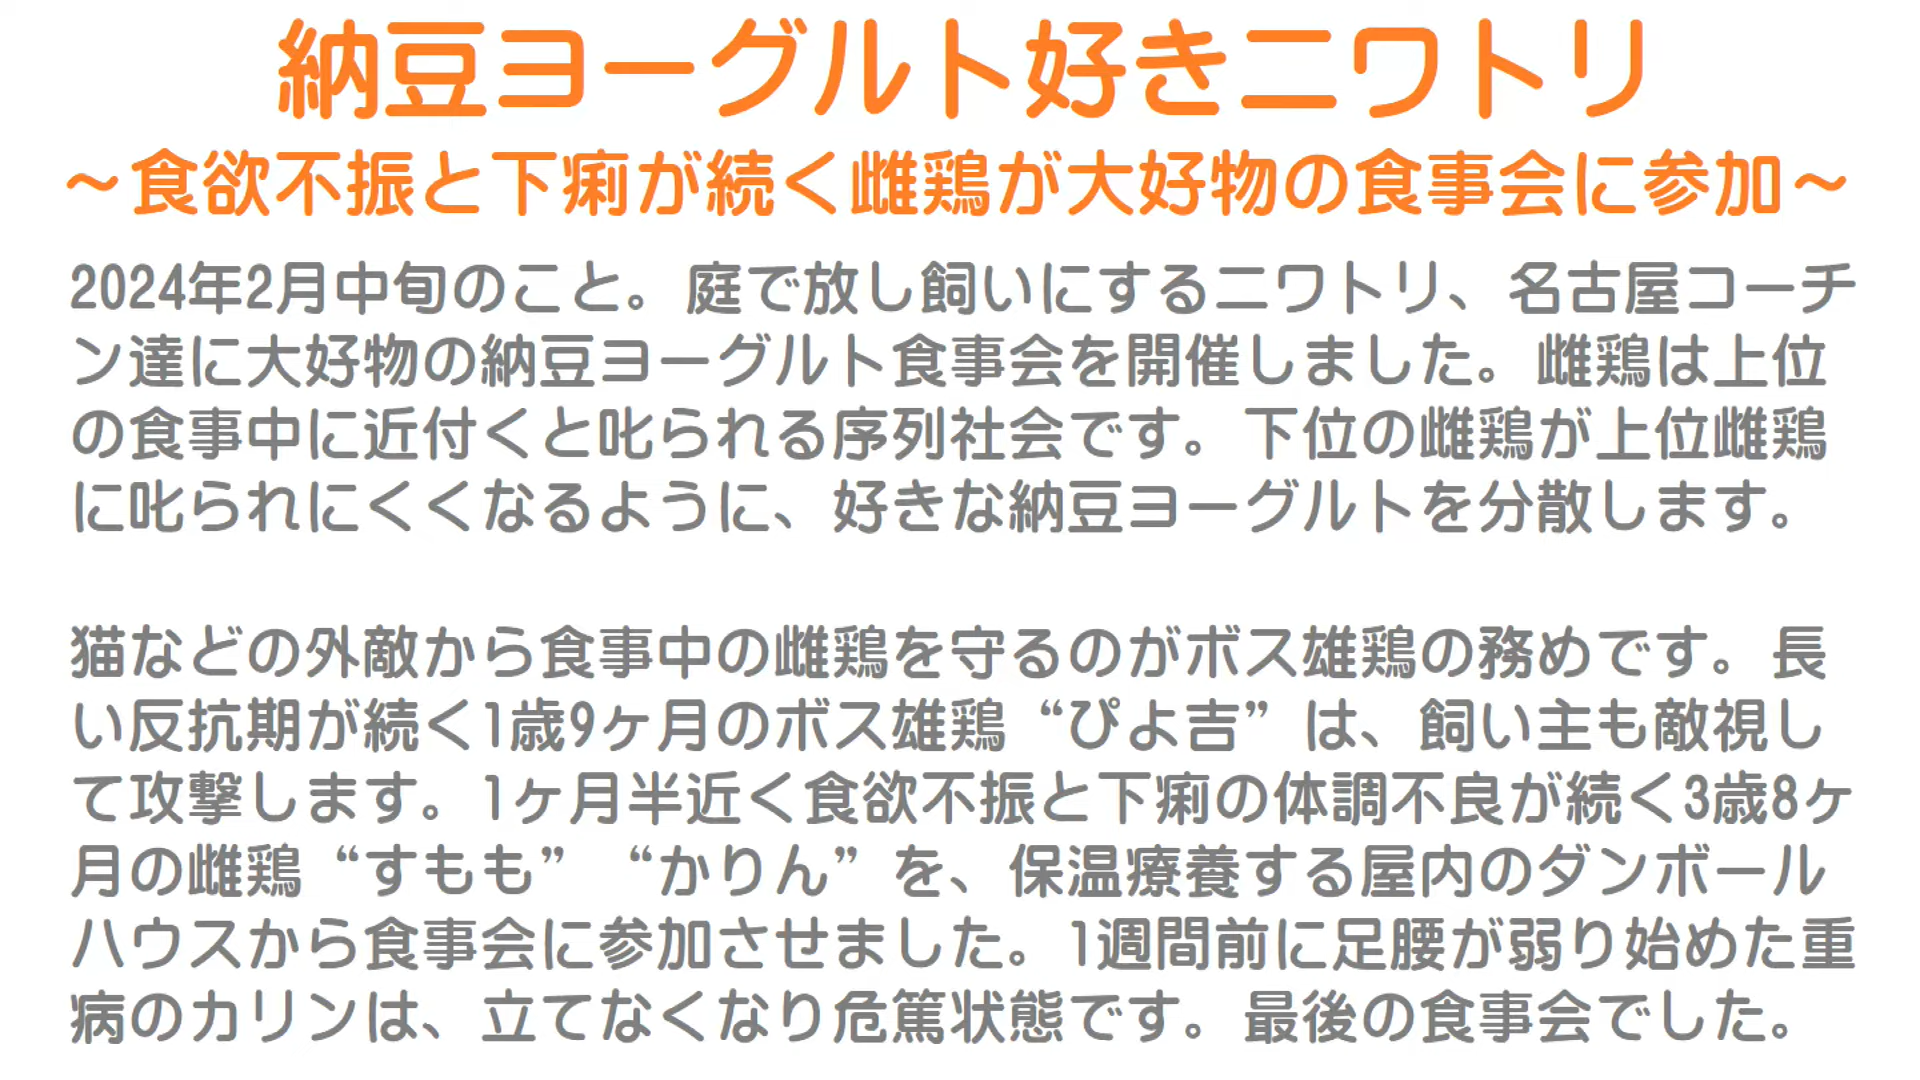 納豆ヨーグルト好きニワトリ
～食欲不振と下痢が続く雌鶏が大好物の食事会に参加～
2024年2月中旬のこと。庭で放し飼いにするニワトリ、名古屋コーチ
ン達に大好物の納豆ヨーグルト食事会を開催しました。雌鶏は上位
の食事中に近付くと叱られる序列社会です。下位の雌鶏が上位雌鶏
に叱られにくくなるように、好きな納豆ヨーグルトを分散します。
猫などの外敵から食事中の雌鶏を守るのがボス雄鶏の務めです。長
い反抗期が続く1歳9ヶ月のボス雄鶏“ぴよ吉”は、飼い主も敵視し
て攻撃します。1ヶ月半近く食欲不振と下痢の体調不良が続く3歳8ヶ
月の雌鶏“すもも”“かりん”を、保温療養する屋内のダンボール
ハウスから食事会に参加させました。1週間前に足腰が弱り始めた重
病のカリンは、立てなくなり危篤状態です。最後の食事会でした。